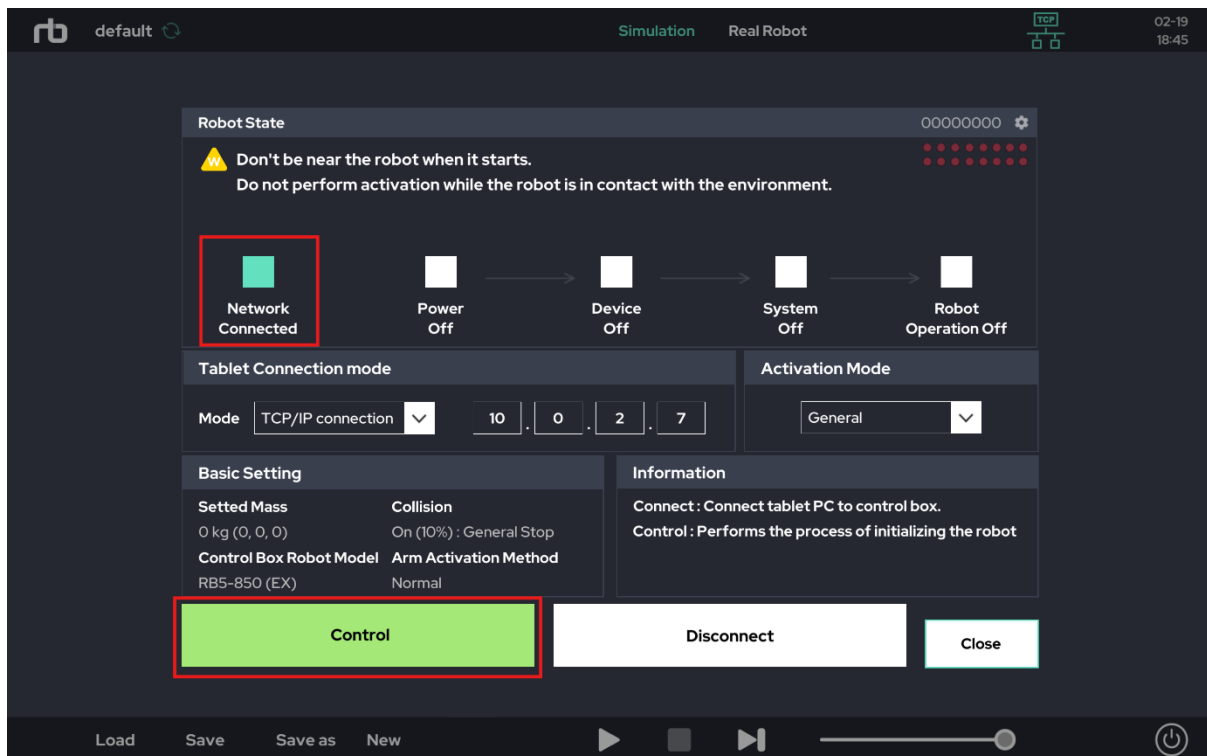 rb default Simulation Real Robot TCP 02-19
18:45
Robot State 00000000
W Don't be near the robot when it starts.
Do not perform activation while the robot is in contact with the environment.
Network Power Device System Robot
Connected Off Off Off Operation Off
Tablet Connection mode Activation Mode
Mode TCP/IP connection 10 . 0 . 2 . 7 General
Basic Setting Information
Setted Mass Collision Connect : Connect tablet PC to control box.
0 kg (0, 0, 0) On (10%) : General Stop Control : Performs the process of initializing the robot
Control Box Robot Model Arm Activation Method
RB5-850 (EX) Normal
Control Disconnect Close
Load Save Save as New